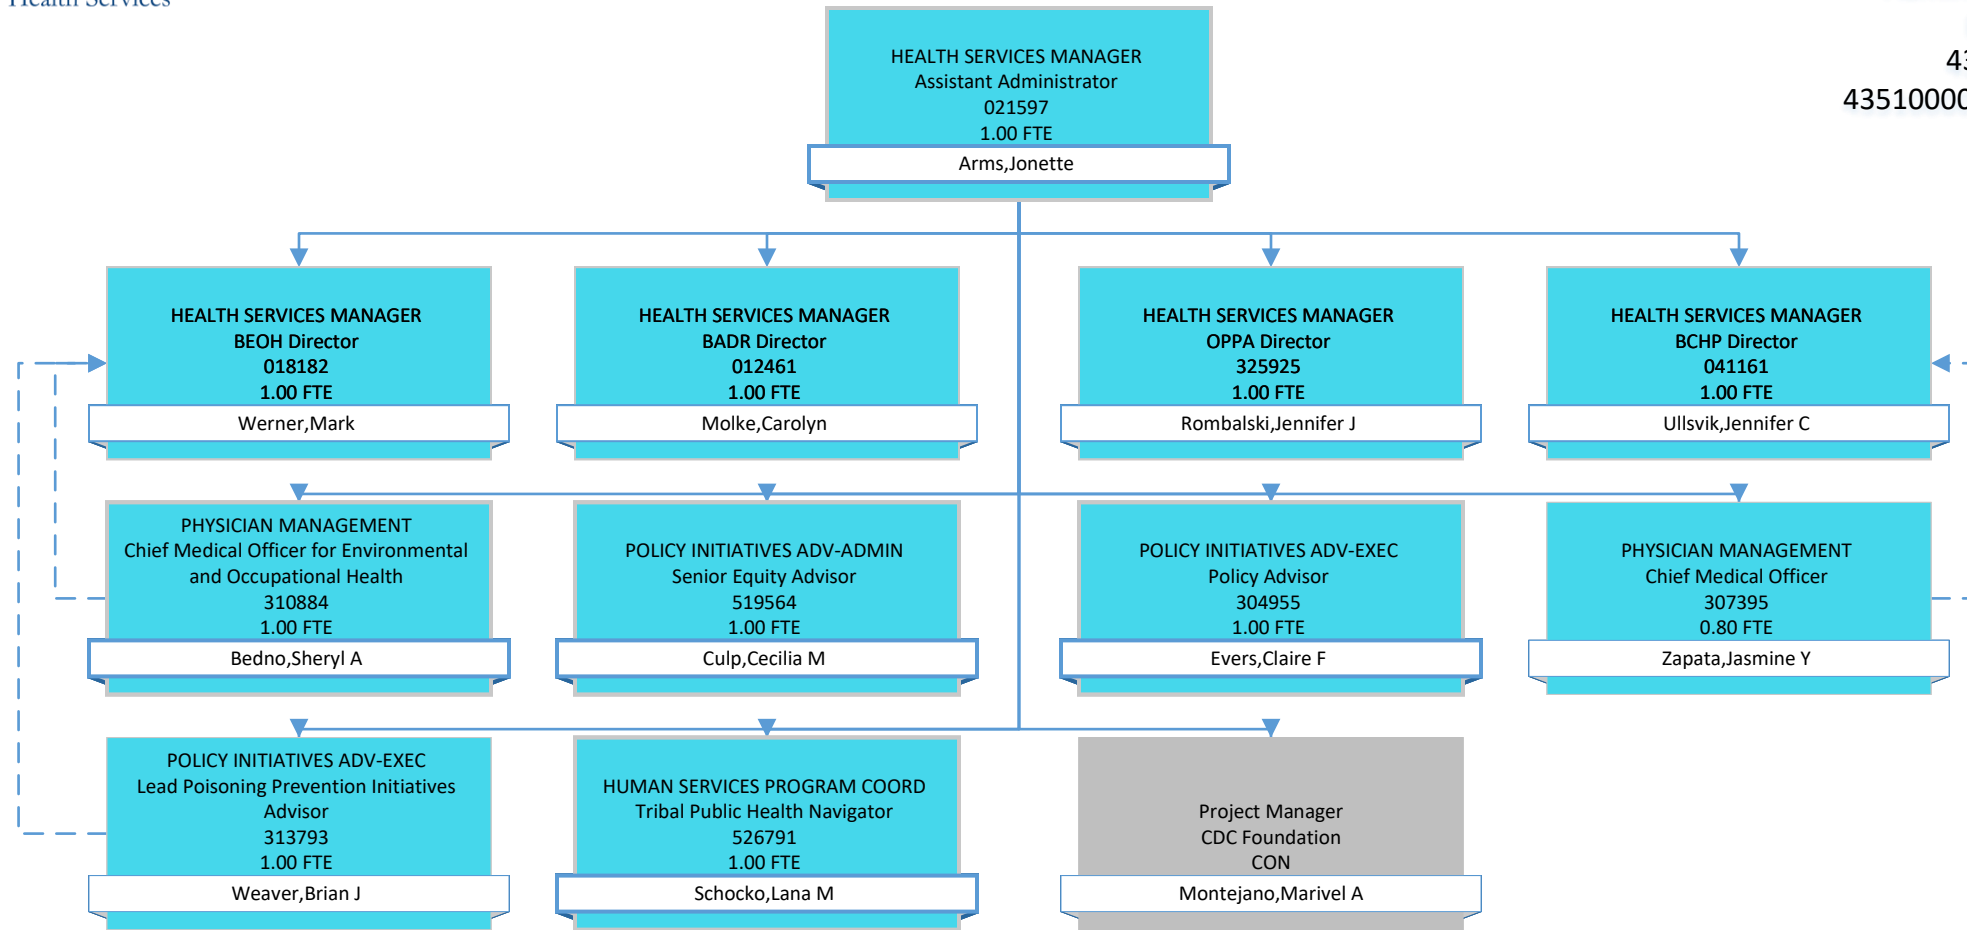 Health Services
43
43510000
HEALTH SERVICES MANAGER
Assistant Administrator
021597
1.00 FTE
Arms,Jonette
HEALTH SERVICES MANAGER
BEOH Director
018182
1.00 FTE
Werner,Mark
HEALTH SERVICES MANAGER
BADR Director
012461
1.00 FTE
Molke,Carolyn
HEALTH SERVICES MANAGER
OPPA Director
325925
1.00 FTE
Rombalski,Jennifer J
HEALTH SERVICES MANAGER
BCHP Director
041161
1.00 FTE
Ullsvik,Jennifer C
PHYSICIAN MANAGEMENT
Chief Medical Officer for Environmental
and Occupational Health
310884
1.00 FTE
Bedno,Sheryl A
POLICY INITIATIVES ADV-ADMIN
Senior Equity Advisor
519564
1.00 FTE
Culp,Cecilia M
POLICY INITIATIVES ADV-EXEC
Policy Advisor
304955
1.00 FTE
Evers,Claire F
PHYSICIAN MANAGEMENT
Chief Medical Officer
307395
0.80 FTE
Zapata,Jasmine Y
POLICY INITIATIVES ADV-EXEC
Lead Poisoning Prevention Initiatives
Advisor
313793
1.00 FTE
Weaver,Brian J
HUMAN SERVICES PROGRAM COORD
Tribal Public Health Navigator
526791
1.00 FTE
Schocko,Lana M
Project Manager
CDC Foundation
CON
Montejano,Marivel A